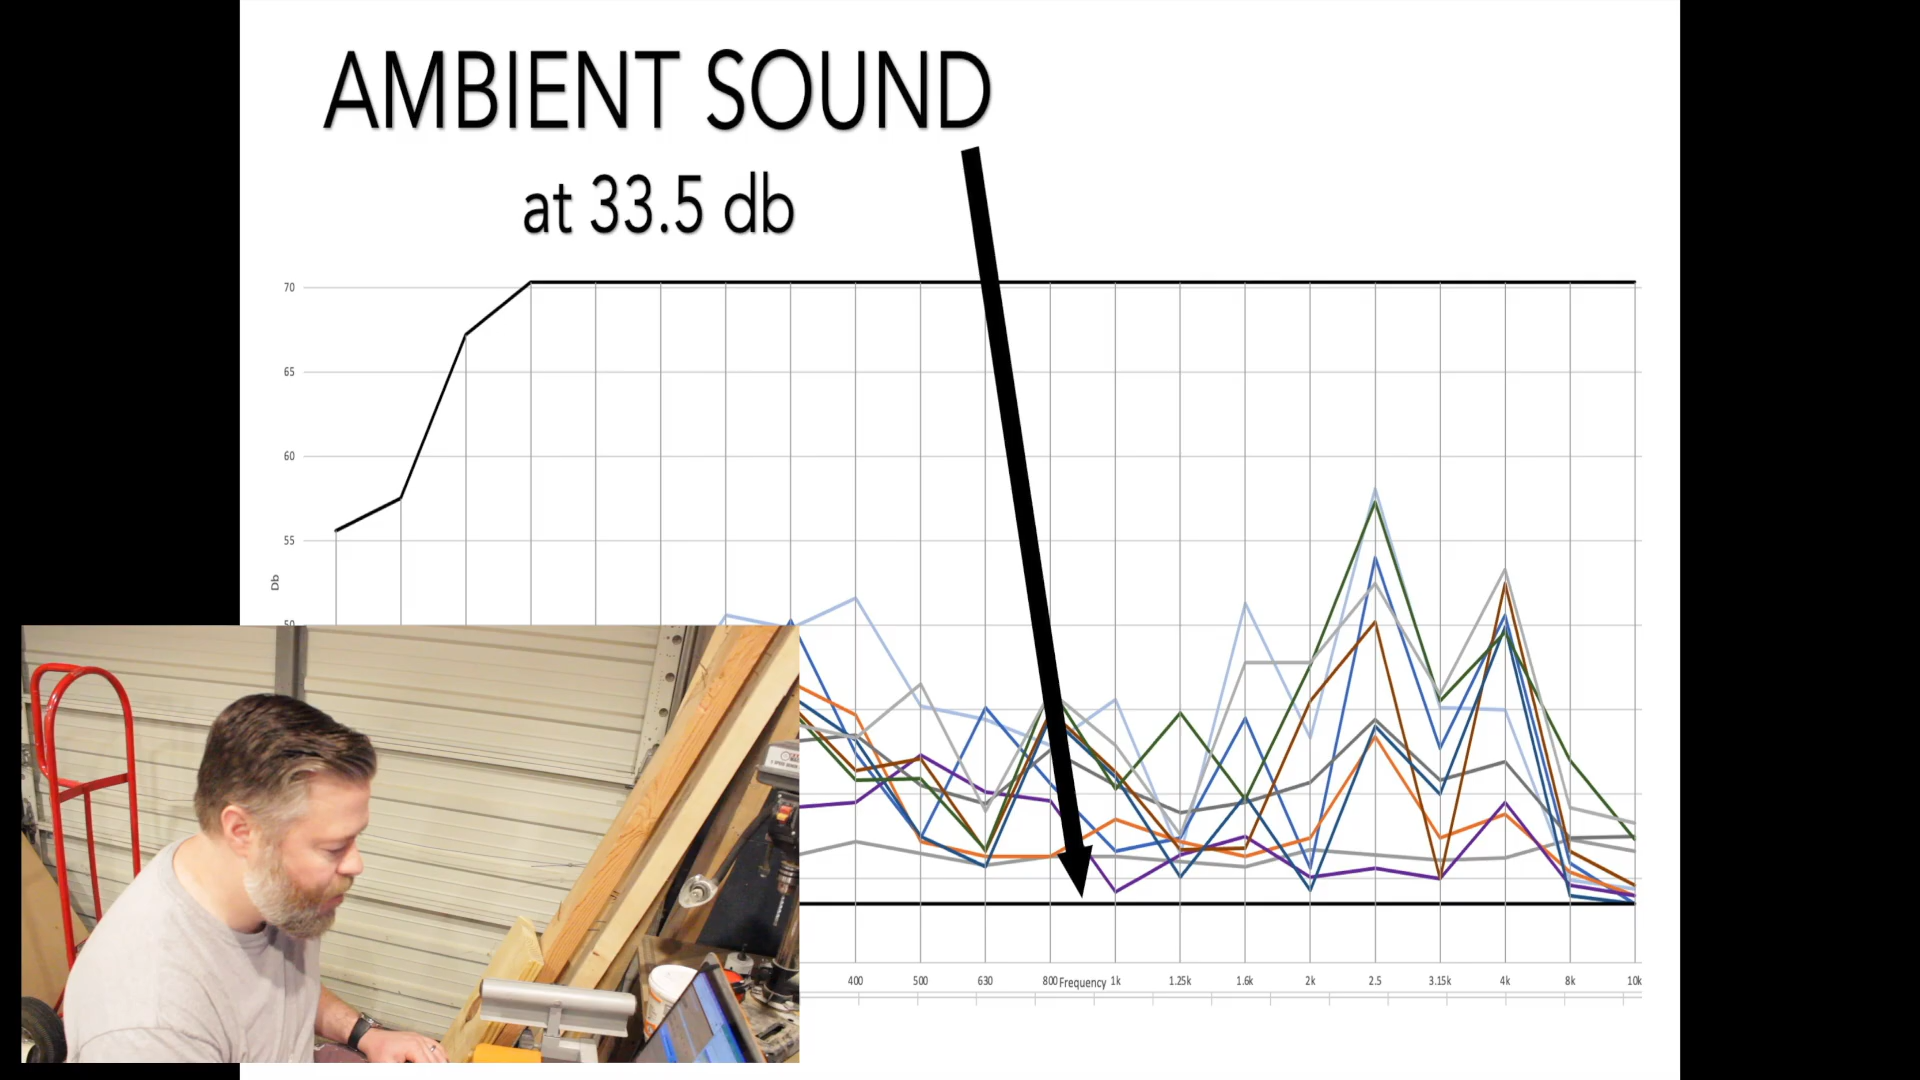 AMBIENT SOUND
at 33.5 db
70
65
60
55
50
Db
400 500 630 800 Frequency 1k 1.25k 1.6k 2k 2.5 3.15k 4k 8k 10k